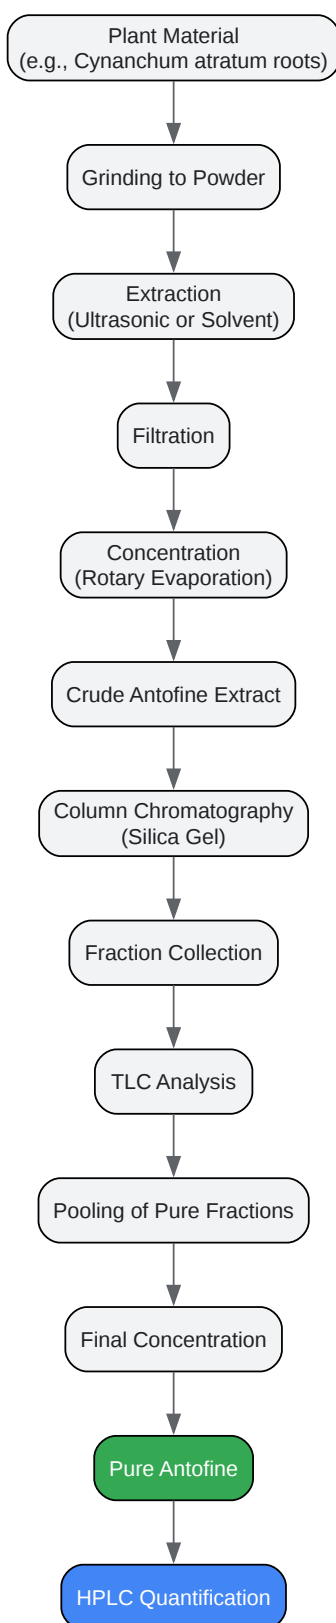 Plant Material
(e.g., Cynanchum atratum roots)
Grinding to Powder
Extraction
(Ultrasonic or Solvent)
Filtration
Concentration
(Rotary Evaporation)
Crude Antofine Extract
Column Chromatography
(Silica Gel)
Fraction Collection
TLC Analysis
Pooling of Pure Fractions
Final Concentration
Pure Antofine
HPLC Quantification